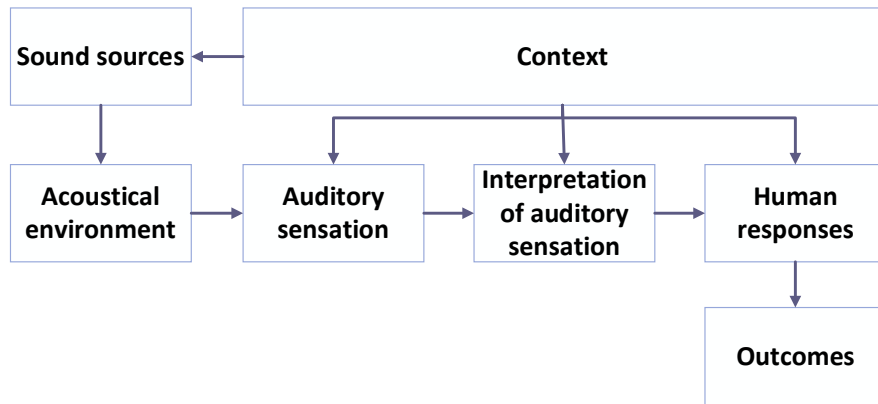 Sound sources
Context
Acoustical
environment
Auditory
sensation
Interpretation
of auditory
sensation
Human
responses
Outcomes